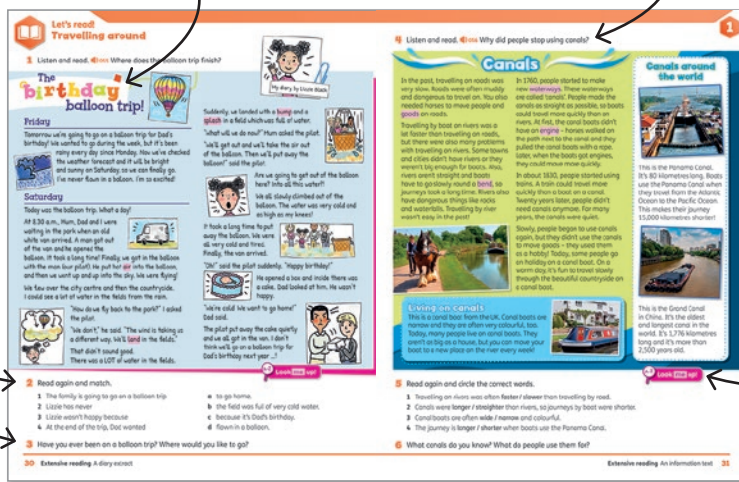 Let's read!
Travelling around
1 Listen and read. Where does the balloon trip finish?
The
birthday
balloon trip!
My diary by Lizzie Black
Friday
Tomorrow we're going to go on a balloon trip for Dad's
birthday! We wanted to go during the week, but it's been
rainy every day since Monday. Now we've checked
the weather forecast and it will be bright
and sunny on Saturday, so we can finally go.
I've never flown in a balloon. I'm so excited!
Saturday
Today was the balloon trip. What a day!
At 8.30 a.m., Mum, Dad and I were
waiting in the park when an old
white van arrived. A man got out
of the van and he opened the
balloon. It took a long time! Finally, we got in the balloon
with the man (our pilot). He put hot air into the balloon,
and then we went up and up into the sky. We were flying!
We flew over the city centre and then the countryside.
I could see a lot of water in the fields from the rain.
'How do we fly back to the park?' I asked
the pilot.
'We don't,' he said. 'The wind is taking us
a different way. We'll land in the fields.'
That didn't sound good.
There was a LOT of water in the fields.
Suddenly, we landed with a bump and a
splash in a field which was full of water.
'What will we do now?' Mum asked the pilot.
'We'll get out and we'll take the air out
of the balloon. Then we'll put away the
balloon!' said the pilot.
Are we going to get out of the balloon
here? Into all this water?!
We all slowly climbed out of the
balloon. The water was very cold and
as high as my knees!
It took a long time to put
away the balloon. We were
all very cold and tired.
Finally, the van arrived.
'Oh!' said the pilot suddenly. 'Happy birthday!'
He opened a box and inside there was
a cake. Dad looked at him. He wasn't
happy.
'We're cold! We want to go home!'
Dad said.
The pilot put away the cake quietly
and we all got in the van. I don't
think we'll go on a balloon trip for
Dad's birthday next year ...!
Look me up!
2 Read again and match.
1 The family is going to go on a balloon trip
2 Lizzie has never
3 Lizzie wasn't happy because
4 At the end of the trip, Dad wanted
a to go home.
b the field was full of very cold water.
c because it's Dad's birthday.
d flown in a balloon.
3 Have you ever been on a balloon trip? Where would you like to go?
30 Extensive reading A diary extract
1
4 Listen and read. Why did people stop using canals?
Canals
In the past, travelling on roads was
very slow. Roads were often muddy
and dangerous to travel on. You also
needed horses to move people and
goods on roads.
Travelling by boat on rivers was a
lot faster than travelling on roads,
but there were also many problems
with travelling on rivers. Some towns
and cities didn't have rivers or they
weren't big enough for boats. Also,
rivers aren't straight and boats
have to go slowly round a bend, so
journeys took a long time. Rivers also
have dangerous things like rocks
and waterfalls. Travelling by river
wasn't easy in the past!
In 1760, people started to make
new waterways. These waterways
are called 'canals'. People made the
canals as straight as possible, so boats
could travel more quickly than on
rivers. At first, the canal boats didn't
have an engine – horses walked on
the path next to the canal and they
pulled the canal boats with a rope.
Later, when the boats got engines,
they could move more quickly.
In about 1830, people started using
trains. A train could travel more
quickly than a boat on a canal.
Twenty years later, people didn't
need canals anymore. For many
years, the canals were quiet.
Slowly, people began to use canals
again, but they didn't use the canals
to move goods – they used them
as a hobby! Today, some people go
on holiday on a canal boat. On a
warm day, it's fun to travel slowly
through the beautiful countryside on
a canal boat.
Living on canals
This is a canal boat from the UK. Canal boats are
narrow and they are often very colourful, too.
Today, many people live on canal boats. They
aren't as big as a house, but you can move your
boat to a new place on the river every week!
Canals around
the world
This is the Panama Canal.
It's 80 kilometres long. Boats
use the Panama Canal when
they travel from the Atlantic
Ocean to the Pacific Ocean.
This makes their journey
15,000 kilometres shorter!
This is the Grand Canal
in China. It's the oldest
and longest canal in the
world. It's 1,776 kilometres
long and it's more than
2,500 years old.
Look me up!
5 Read again and circle the correct words.
1 Travelling on rivers was often faster / slower than travelling by road.
2 Canals were longer / straighter than rivers, so journeys by boat were shorter.
3 Canal boats are often wide / narrow and colourful.
4 The journey is longer / shorter when boats use the Panama Canal.
6 What canals do you know? What do people use them for?
Extensive reading An information text 31